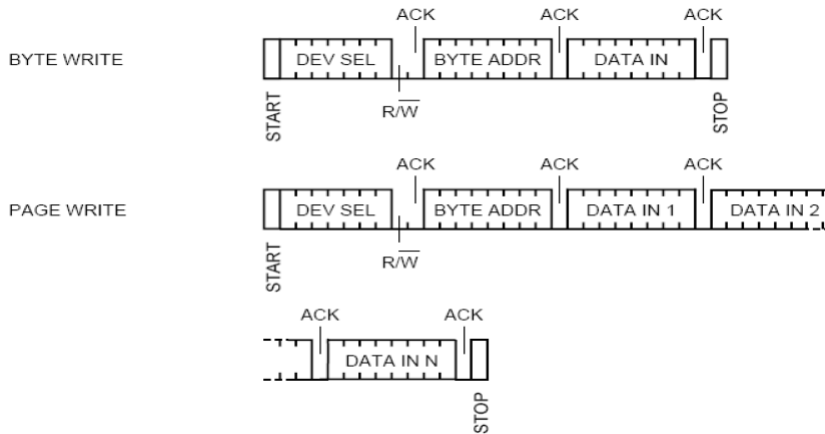 ACK ACK ACK
BYTE WRITE DEV SEL BYTE ADDR DATA IN
START R/W̅ STOP
ACK ACK ACK
PAGE WRITE DEV SEL BYTE ADDR DATA IN 1 DATA IN 2
START R/W̅
ACK ACK
DATA IN N
STOP